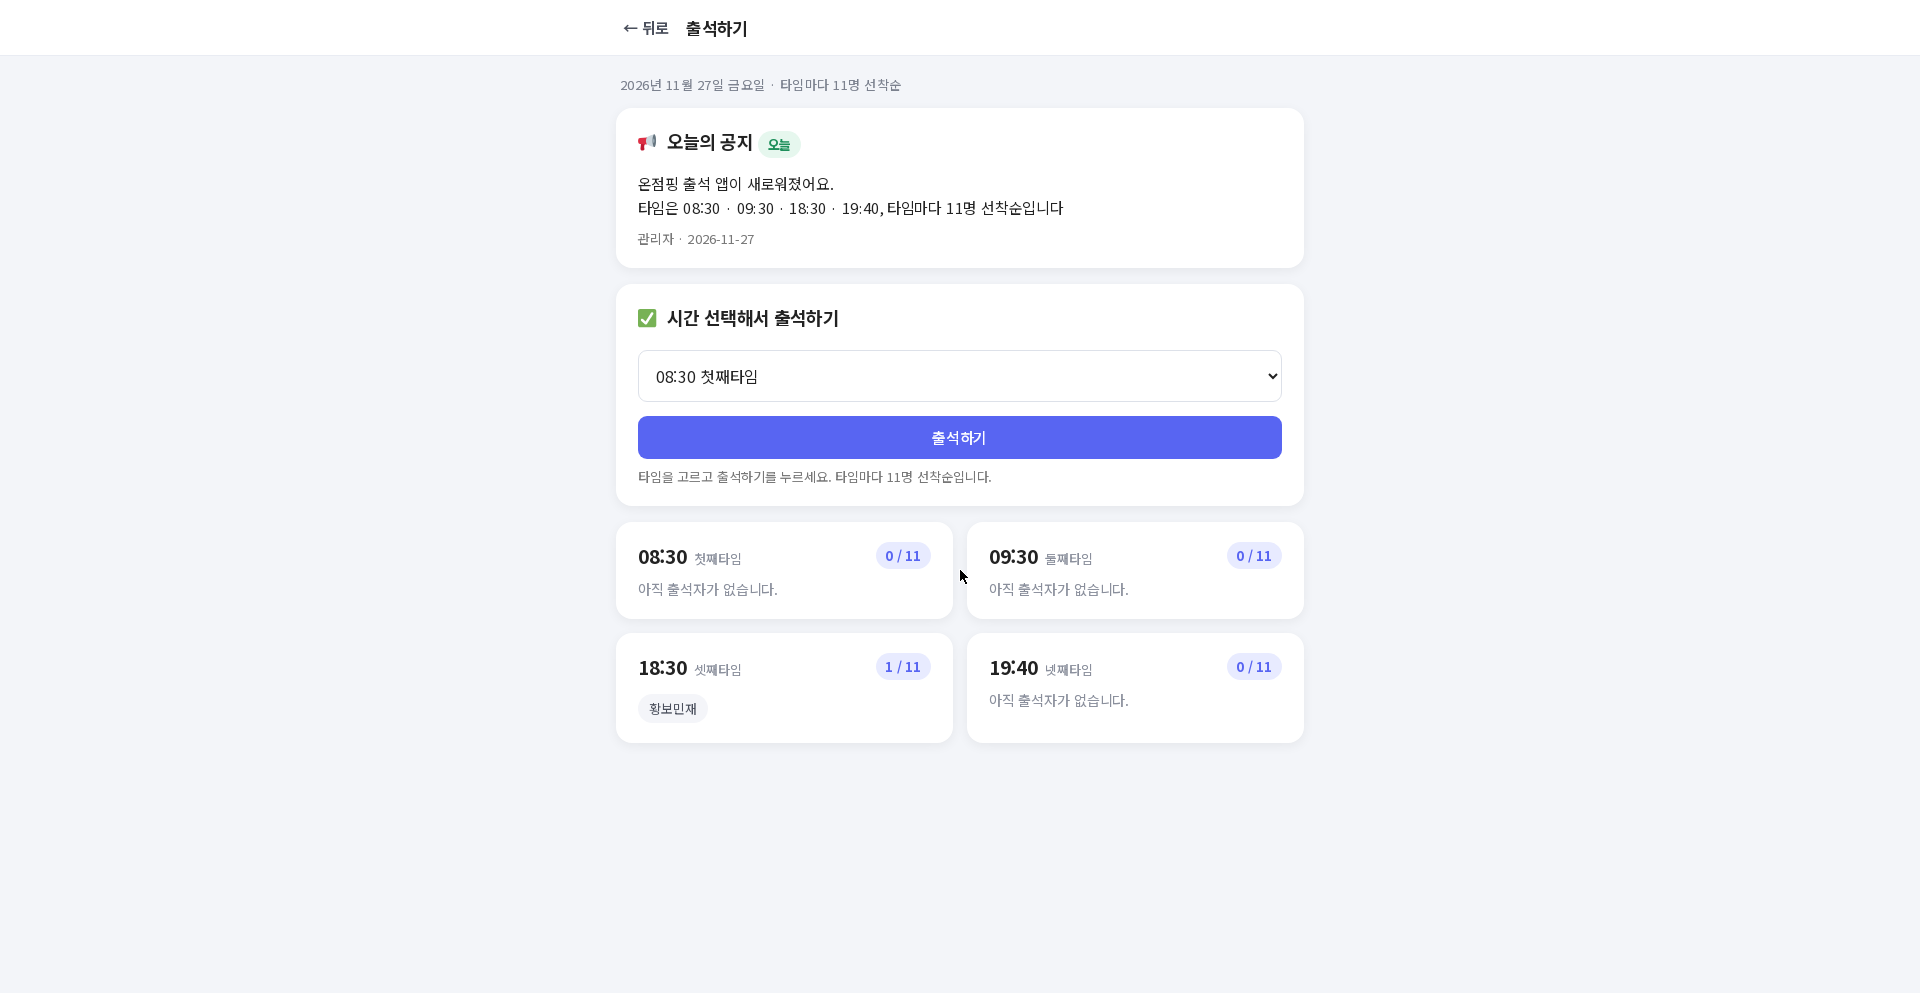 ← 뒤로 출석하기
2026년 11월 27일 금요일 · 타임마다 11명 선착순
오늘의 공지 오늘
온점핑 출석 앱이 새로워졌어요.
타임은 08:30 · 09:30 · 18:30 · 19:40, 타임마다 11명 선착순입니다
관리자 · 2026-11-27
시간 선택해서 출석하기
08:30 첫째타임
출석하기
타임을 고르고 출석하기를 누르세요. 타임마다 11명 선착순입니다.
08:30 첫째타임 0 / 11
아직 출석자가 없습니다.
09:30 둘째타임 0 / 11
아직 출석자가 없습니다.
18:30 셋째타임 1 / 11
황보민재
19:40 넷째타임 0 / 11
아직 출석자가 없습니다.